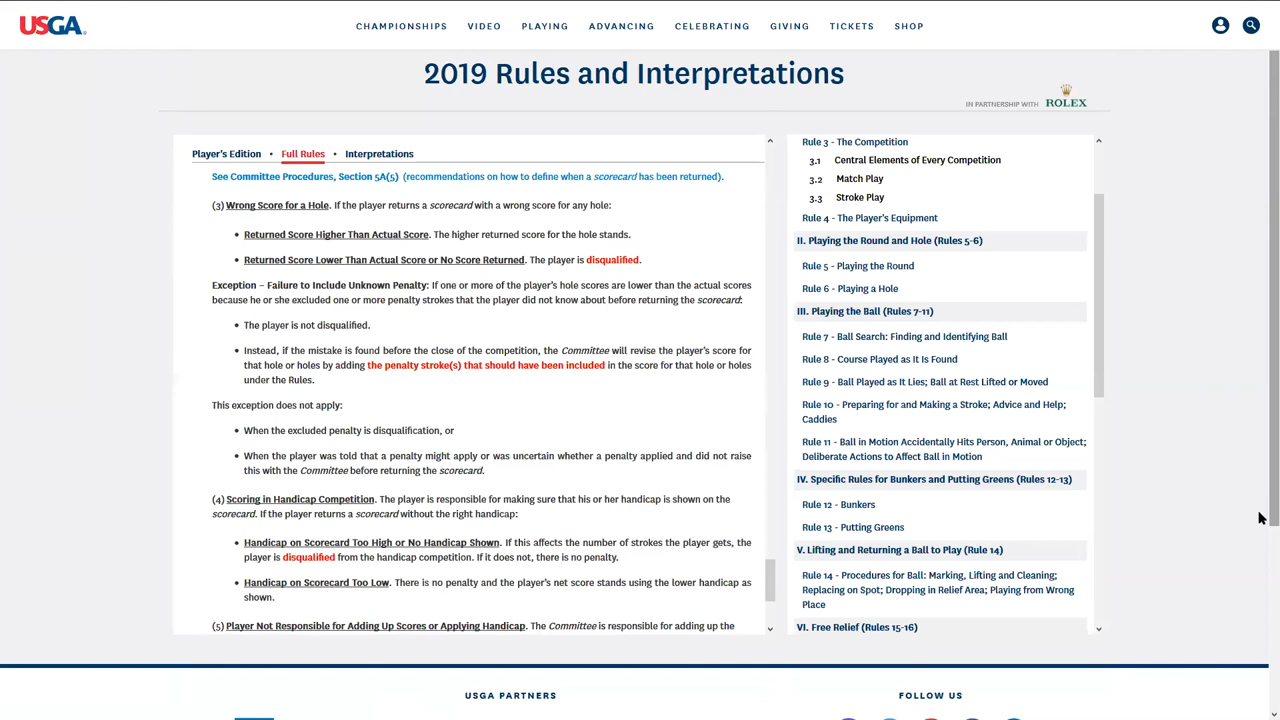 USGA
CHAMPIONSHIPS VIDEO PLAYING ADVANCING CELEBRATING GIVING TICKETS SHOP
2019 Rules and Interpretations
IN PARTNERSHIP WITH ROLEX
Player's Edition • Full Rules • Interpretations
See Committee Procedures, Section 5A(5) (recommendations on how to define when a scorecard has been returned).
(3) Wrong Score for a Hole. If the player returns a scorecard with a wrong score for any hole:
• Returned Score Higher Than Actual Score. The higher returned score for the hole stands.
• Returned Score Lower Than Actual Score or No Score Returned. The player is disqualified.
Exception – Failure to Include Unknown Penalty: If one or more of the player's hole scores are lower than the actual scores
because he or she excluded one or more penalty strokes that the player did not know about before returning the scorecard:
• The player is not disqualified.
• Instead, if the mistake is found before the close of the competition, the Committee will revise the player's score for
that hole or holes by adding the penalty stroke(s) that should have been included in the score for that hole or holes
under the Rules.
This exception does not apply:
• When the excluded penalty is disqualification, or
• When the player was told that a penalty might apply or was uncertain whether a penalty applied and did not raise
this with the Committee before returning the scorecard.
(4) Scoring in Handicap Competition. The player is responsible for making sure that his or her handicap is shown on the
scorecard. If the player returns a scorecard without the right handicap:
• Handicap on Scorecard Too High or No Handicap Shown. If this affects the number of strokes the player gets, the
player is disqualified from the handicap competition. If it does not, there is no penalty.
• Handicap on Scorecard Too Low. There is no penalty and the player's net score stands using the lower handicap as
shown.
(5) Player Not Responsible for Adding Up Scores or Applying Handicap. The Committee is responsible for adding up the
Rule 3 - The Competition
3.1 Central Elements of Every Competition
3.2 Match Play
3.3 Stroke Play
Rule 4 - The Player's Equipment
II. Playing the Round and Hole (Rules 5-6)
Rule 5 - Playing the Round
Rule 6 - Playing a Hole
III. Playing the Ball (Rules 7-11)
Rule 7 - Ball Search: Finding and Identifying Ball
Rule 8 - Course Played as It Is Found
Rule 9 - Ball Played as It Lies; Ball at Rest Lifted or Moved
Rule 10 - Preparing for and Making a Stroke; Advice and Help;
Caddies
Rule 11 - Ball in Motion Accidentally Hits Person, Animal or Object;
Deliberate Actions to Affect Ball in Motion
IV. Specific Rules for Bunkers and Putting Greens (Rules 12-13)
Rule 12 - Bunkers
Rule 13 - Putting Greens
V. Lifting and Returning a Ball to Play (Rule 14)
Rule 14 - Procedures for Ball: Marking, Lifting and Cleaning;
Replacing on Spot; Dropping in Relief Area; Playing from Wrong
Place
VI. Free Relief (Rules 15-16)
USGA PARTNERS
FOLLOW US